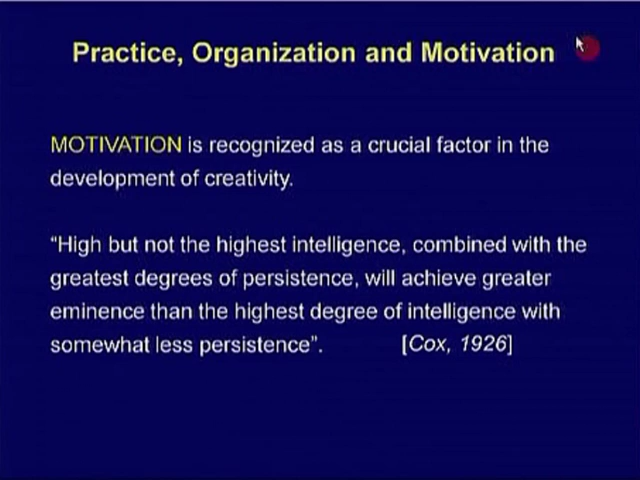 Practice, Organization and Motivation
MOTIVATION is recognized as a crucial factor in the
development of creativity.
“High but not the highest intelligence, combined with the
greatest degrees of persistence, will achieve greater
eminence than the highest degree of intelligence with
somewhat less persistence”. [Cox, 1926]